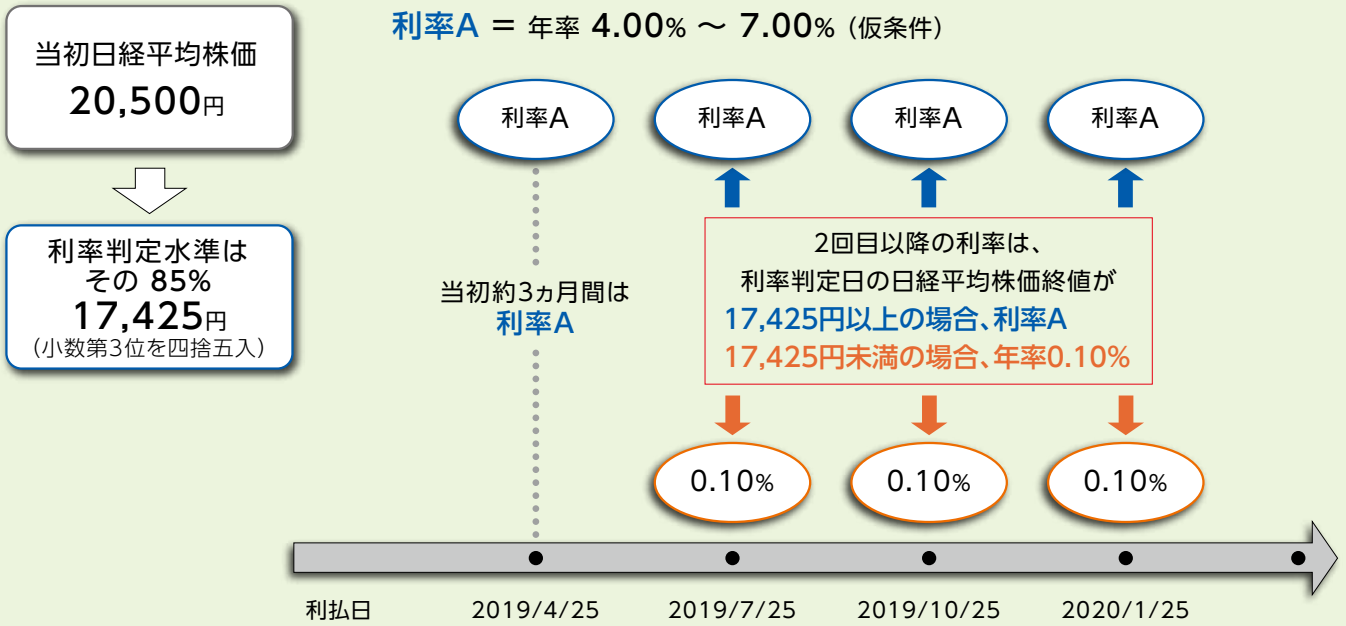 利率A = 年率 4.00% ～ 7.00% (仮条件)
当初日経平均株価
20,500円
利率判定水準は
その 85%
17,425円
(小数第3位を四捨五入)
利率A
利率A
利率A
利率A
当初約3ヵ月間は
利率A
2回目以降の利率は、
利率判定日の日経平均株価終値が
17,425円以上の場合、利率A
17,425円未満の場合、年率0.10%
0.10%
0.10%
0.10%
利払日
2019/4/25
2019/7/25
2019/10/25
2020/1/25